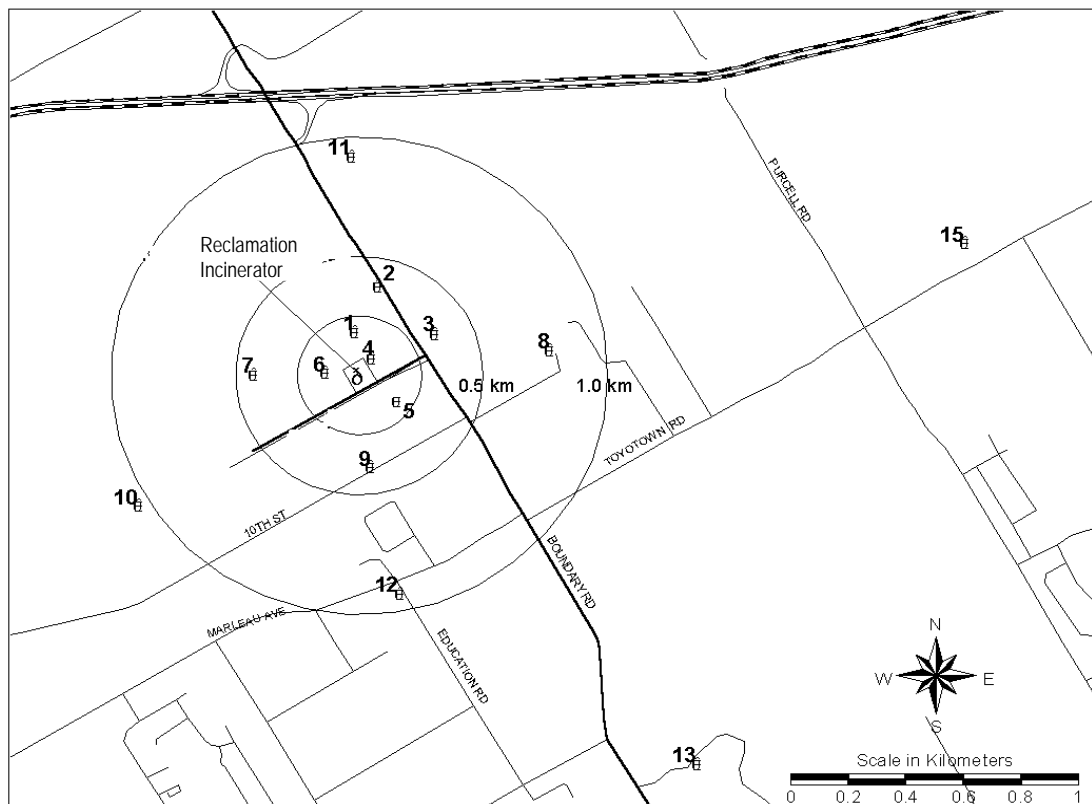 11
PURCELL RD
15
Reclamation
Incinerator
2
1
3
4
8
7
6
ð
0.5 km
1.0 km
5
TOYOTOWN RD
9
10
10TH ST
12
BOUNDARY RD
MARLEAU AVE
EDUCATION RD
N
W E
S
13
Scale in Kilometers
0 0.2 0.4 0.6 0.8 1